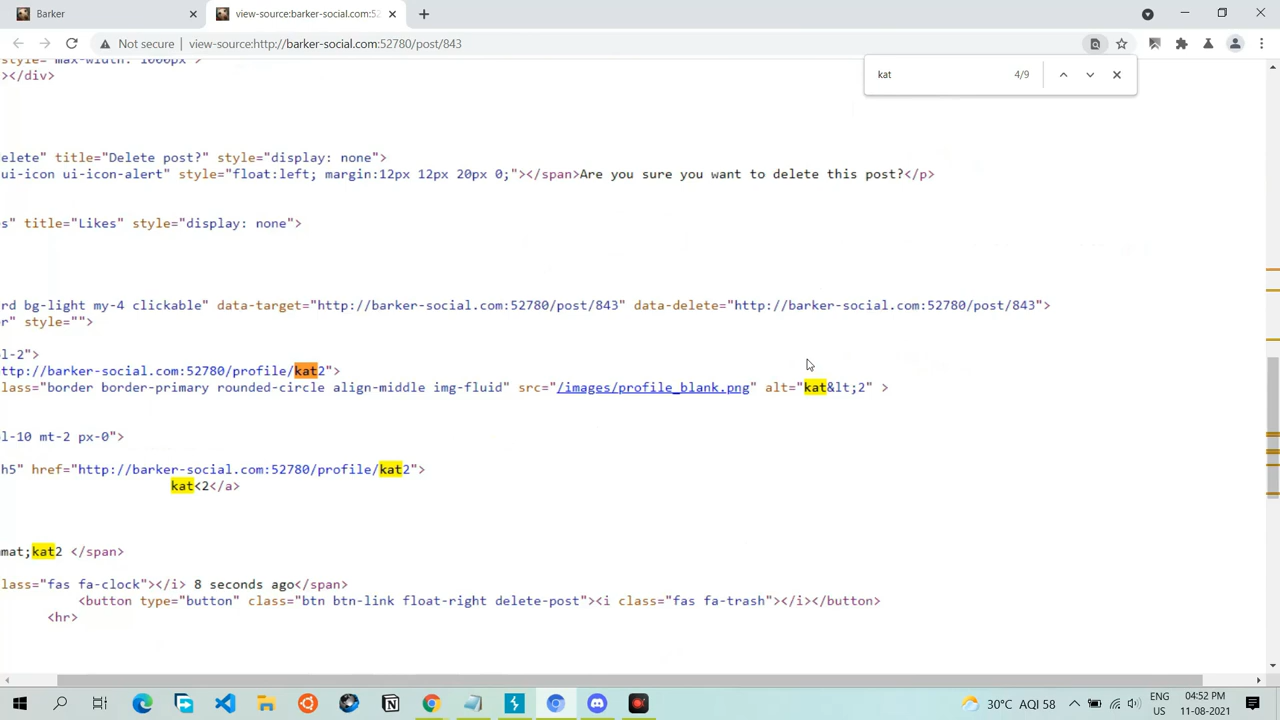 Barker
view-source:barker-social.com:52
Not secure
view-source:http://barker-social.com:52780/post/843
kat
4/9
style="max-width: 1000px">
></div>
elete" title="Delete post?" style="display: none">
ui-icon ui-icon-alert" style="float:left; margin:12px 12px 20px 0;"></span>Are you sure you want to delete this post?</p>
s" title="Likes" style="display: none">
rd bg-light my-4 clickable" data-target="http://barker-social.com:52780/post/843" data-delete="http://barker-social.com:52780/post/843">
r" style="">
ol-2">
ttp://barker-social.com:52780/profile/kat2">
class="border border-primary rounded-circle align-middle img-fluid" src="/images/profile_blank.png" alt="kat&lt;2" >
ol-10 mt-2 px-0">
h5" href="http://barker-social.com:52780/profile/kat2">
kat<2</a>
mat;kat2 </span>
lass="fas fa-clock"></i> 8 seconds ago</span>
<button type="button" class="btn btn-link float-right delete-post"><i class="fas fa-trash"></i></button>
<hr>
30°C AQI 58
ENG
IN
04:52 PM
11-08-2021